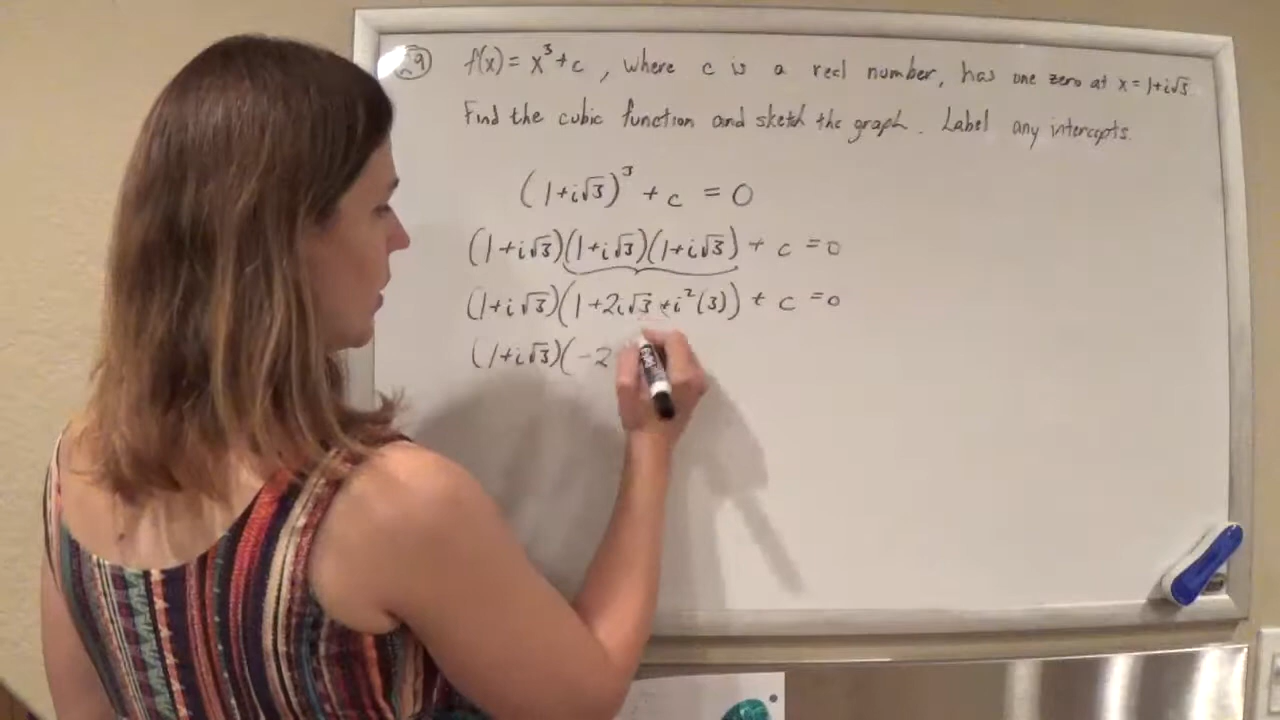 f(x) = x³ + c , where c is a real number, has one zero at x = 1+i√3
Find the cubic function and sketch the graph. Label any intercepts.
(1+i√3)³ + c = 0
(1+i√3)(1+i√3)(1+i√3) + c = 0
(1+i√3)(1+2i√3+i²(3)) + c = 0
(1+i√3)(-2